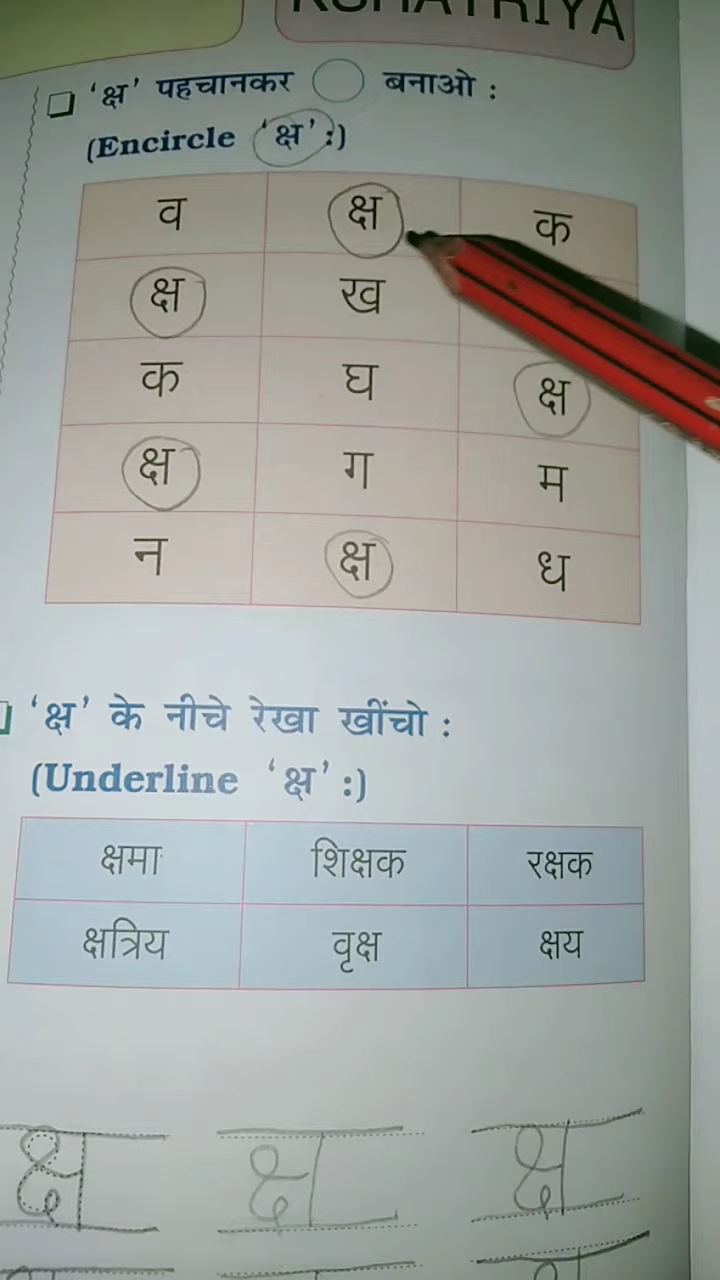 KSHATRIYA
'क्ष' पहचानकर बनाओ :
(Encircle 'क्ष' :)
व क्ष क
क्ष ख
क घ क्ष
क्ष ग म
न क्ष ध
'क्ष' के नीचे रेखा खींचो :
(Underline 'क्ष' :)
क्षमा शिक्षक रक्षक
क्षत्रिय वृक्ष क्षय
क्ष क्ष क्ष